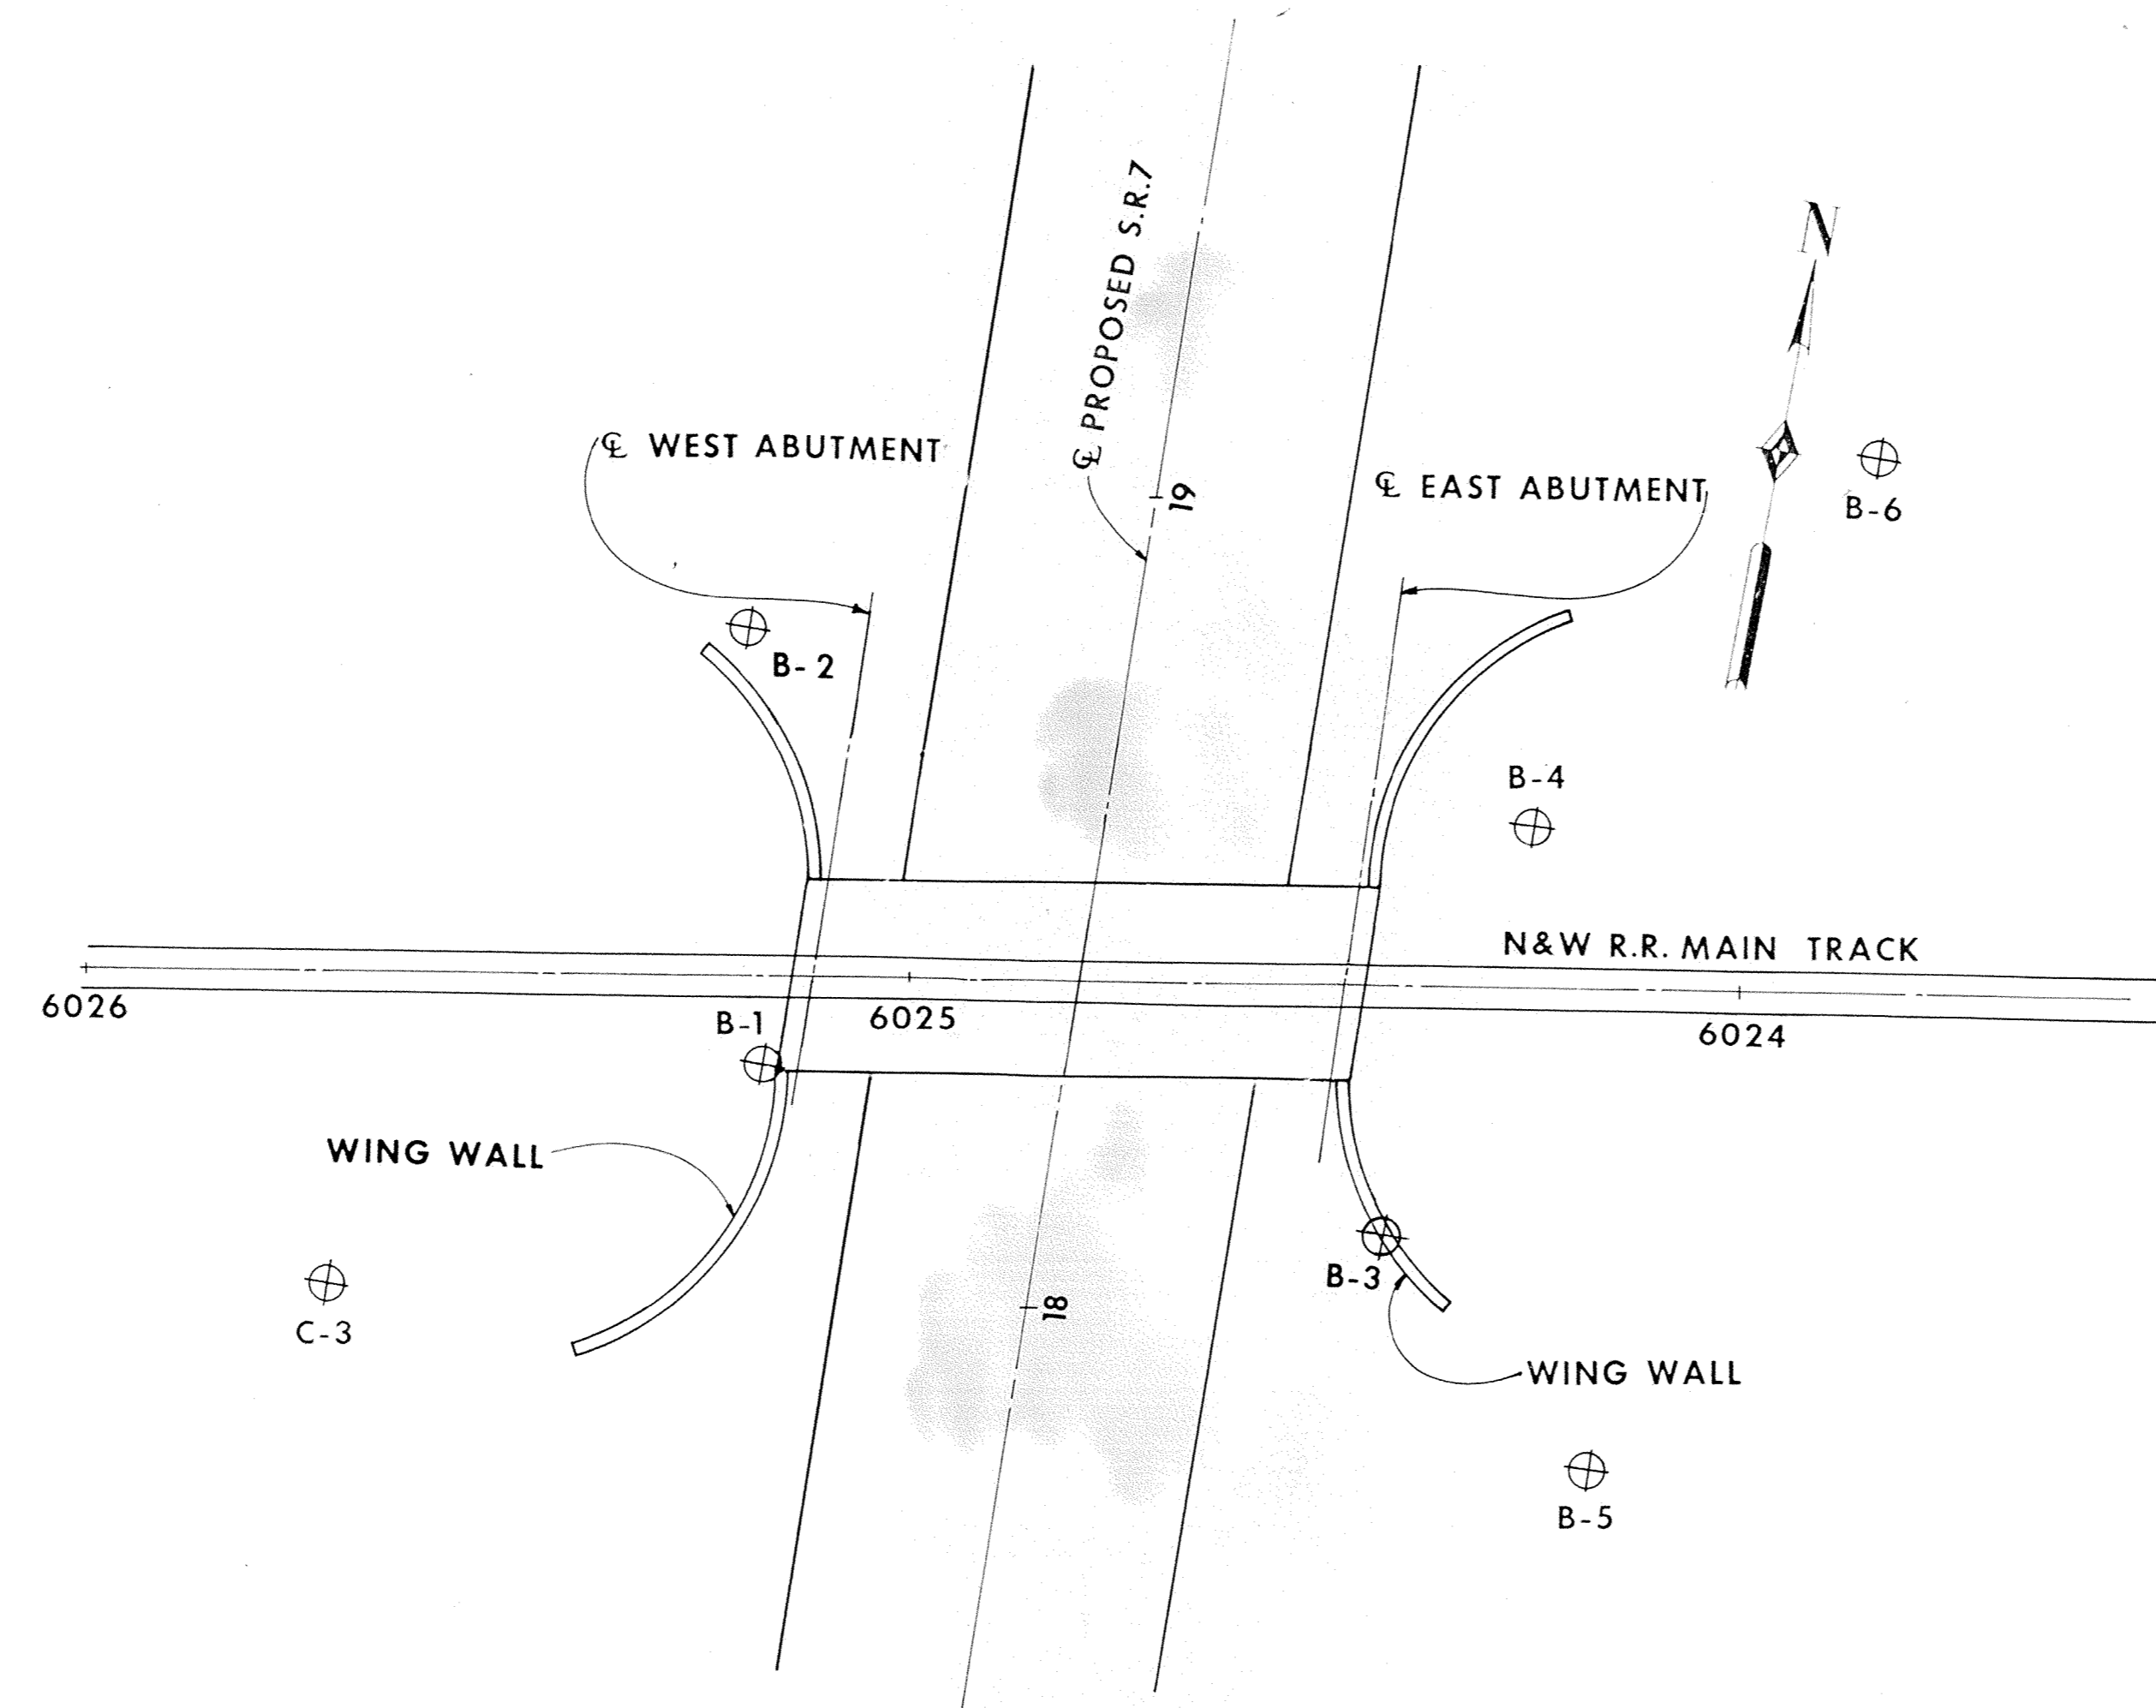 ℄ PROPOSED S.R.7
N
℄ WEST ABUTMENT
℄ EAST ABUTMENT
19
B-6
B-2
B-4
N&W R.R. MAIN TRACK
6026
6025
6024
B-1
WING WALL
B-3
18
C-3
WING WALL
B-5